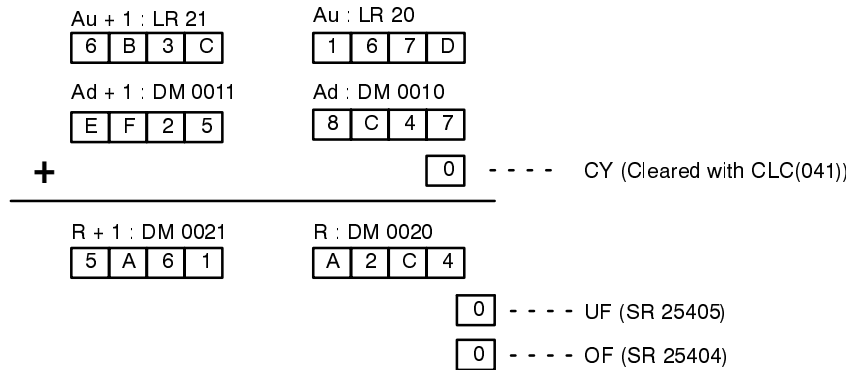 Au + 1 : LR 21 Au : LR 20
6 B 3 C 1 6 7 D
Ad + 1 : DM 0011 Ad : DM 0010
E F 2 5 8 C 4 7
+ 0 - - - - CY (Cleared with CLC(041))
R + 1 : DM 0021 R : DM 0020
5 A 6 1 A 2 C 4
0 - - - - UF (SR 25405)
0 - - - - OF (SR 25404)